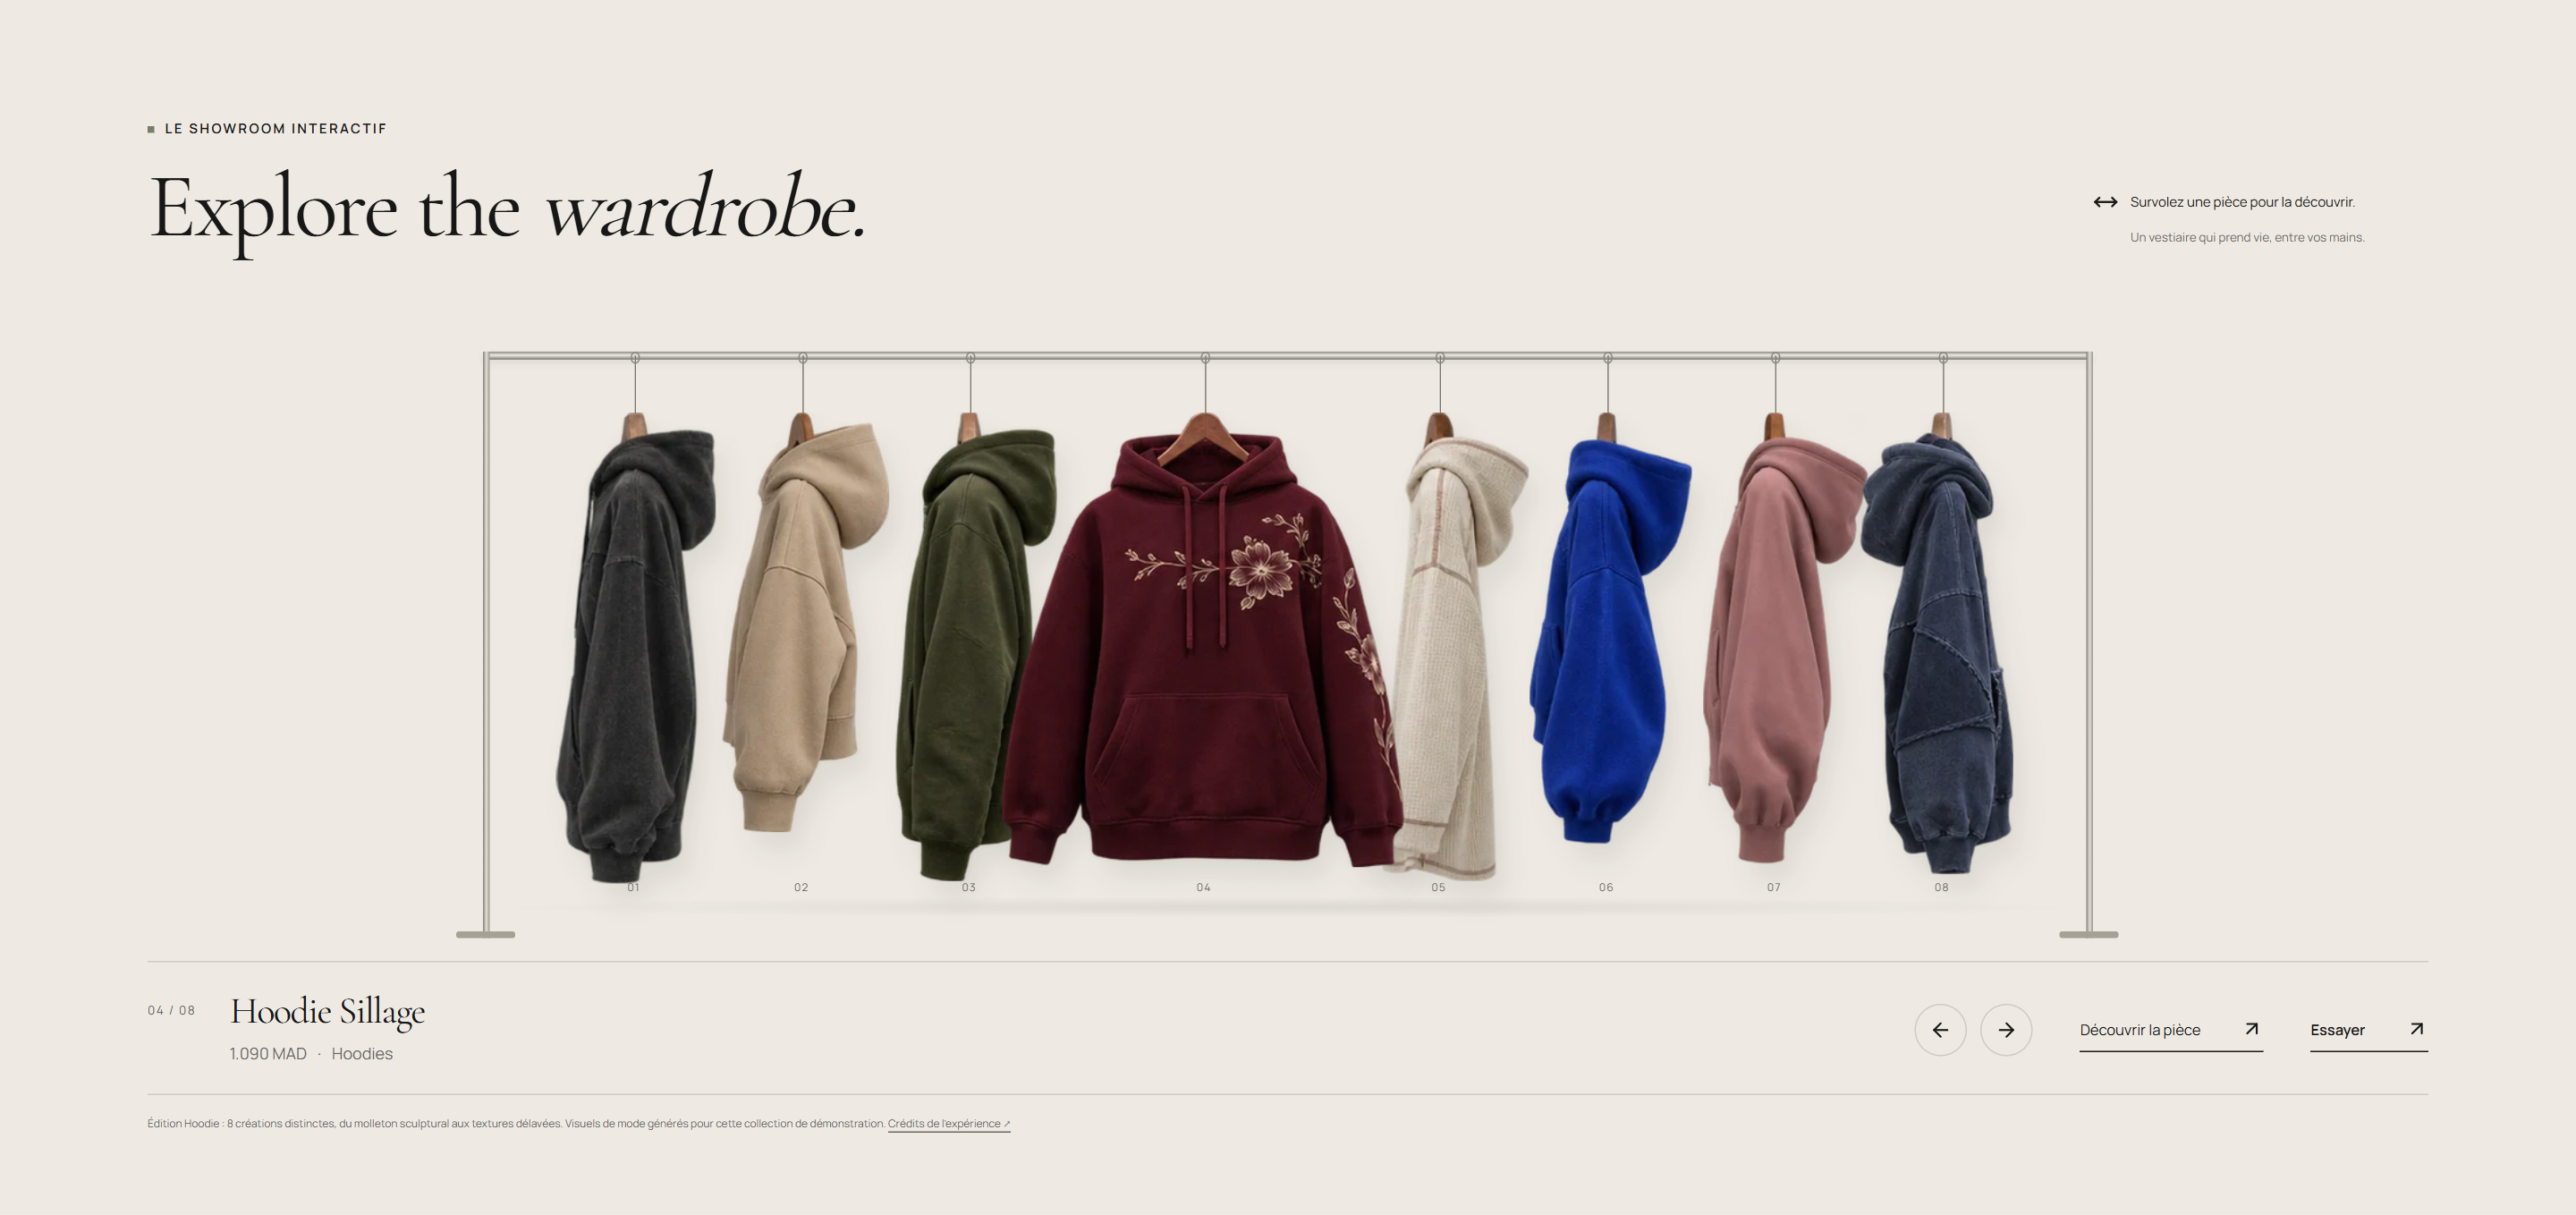 LE SHOWROOM INTERACTIF
Explore the wardrobe.
Survolez une pièce pour la découvrir.
Un vestiaire qui prend vie, entre vos mains.
01 02 03 04 05 06 07 08
04 / 08
Hoodie Sillage
1.090 MAD · Hoodies
Découvrir la pièce
Essayer
Édition Hoodie : 8 créations distinctes, du molleton sculptural aux textures délavées. Visuels de mode générés pour cette collection de démonstration. Crédits de l'expérience ↗